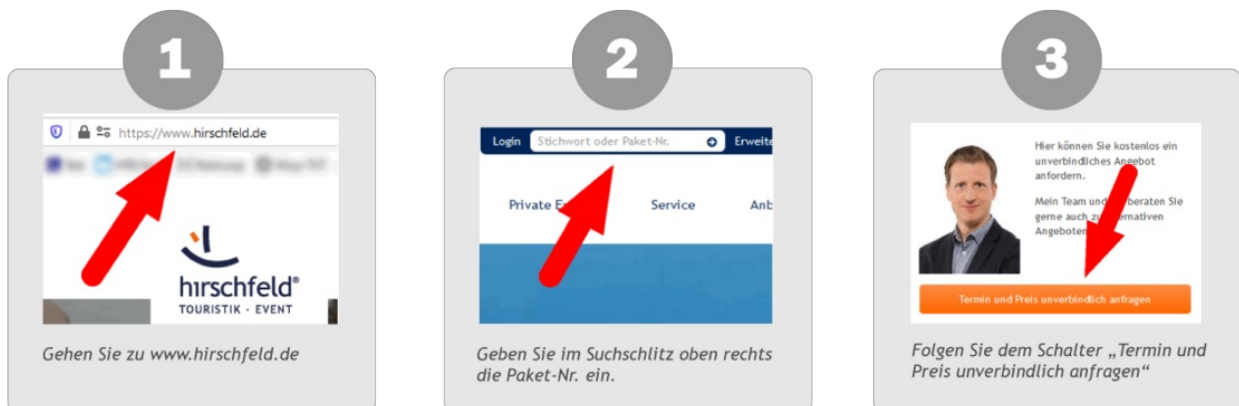 1
https://www.hirschfeld.de
hirschfeld®
TOURISTIK · EVENT
Gehen Sie zu www.hirschfeld.de
2
Login Stichwort oder Paket-Nr. Erweite
Private Service Anb
Geben Sie im Suchschlitz oben rechts
die Paket-Nr. ein.
3
Hier können Sie kostenlos ein
unverbindliches Angebot
anfordern.
Mein Team und beraten Sie
gerne auch zu
Angeboten
Termin und Preis unverbindlich anfragen
Folgen Sie dem Schalter „Termin und
Preis unverbindlich anfragen“